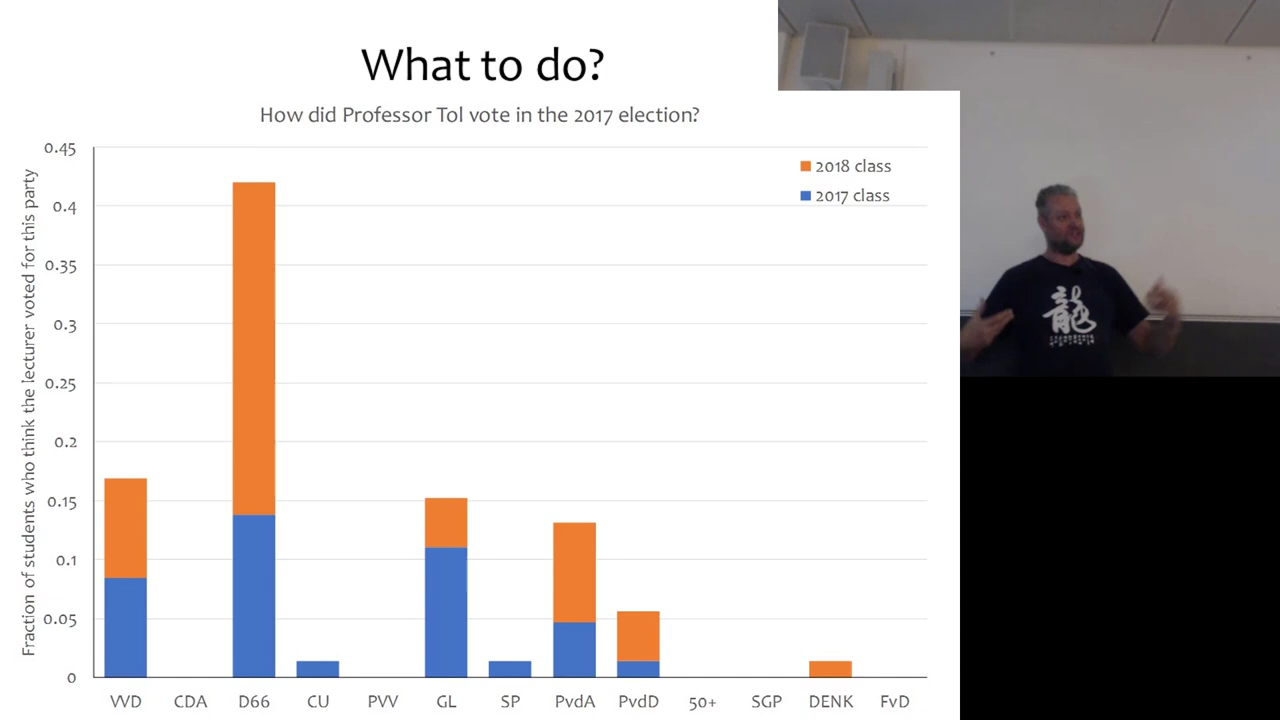 What to do?
How did Professor Tol vote in the 2017 election?
2018 class
2017 class
Fraction of students who think the lecturer voted for this party
0.45
0.4
0.35
0.3
0.25
0.2
0.15
0.1
0.05
0
VVD CDA D66 CU PVV GL SP PvdA PvdD 50+ SGP DENK FvD
龍